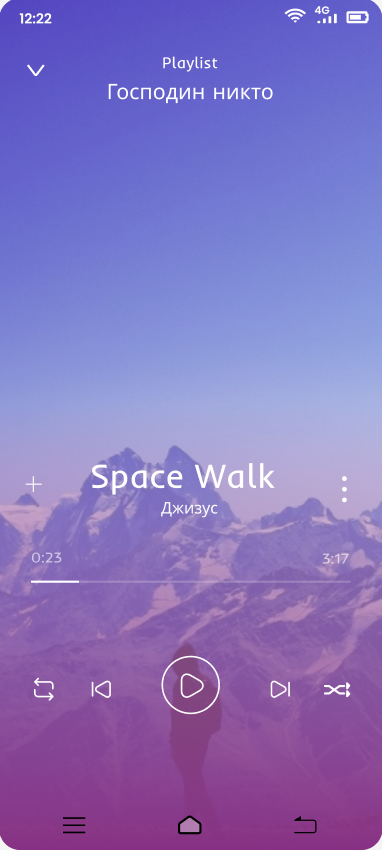 12:22
4G
Playlist
Господин никто
Space Walk
Джизус
0:23
3:17